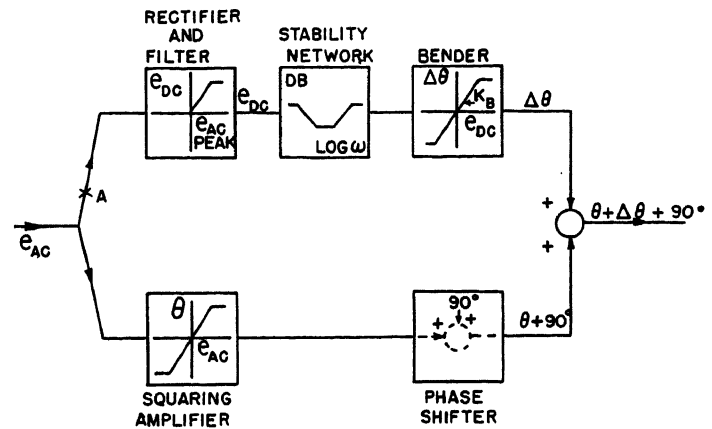 RECTIFIER
AND
FILTER
e_DC
e_AC
PEAK
e_DC
STABILITY
NETWORK
DB
LOG ω
BENDER
Δθ
K_B
e_DC
Δθ
A
e_AC
+
+
θ+Δθ+90°
θ
e_AC
SQUARING
AMPLIFIER
90°
+ +
PHASE
SHIFTER
θ+90°